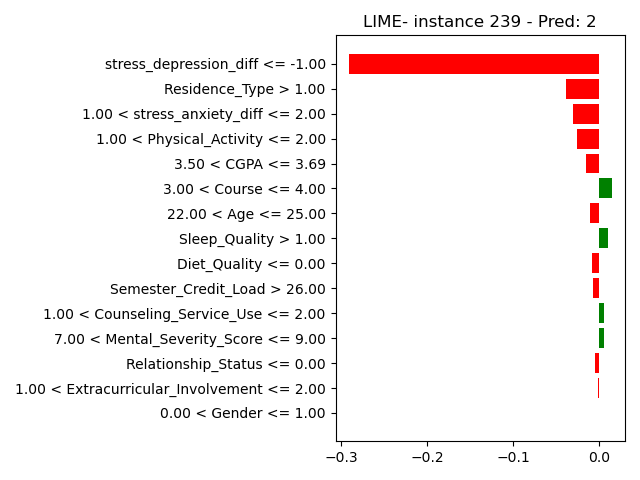 LIME- instance 239 - Pred: 2
stress_depression_diff <= -1.00
Residence_Type > 1.00
1.00 < stress_anxiety_diff <= 2.00
1.00 < Physical_Activity <= 2.00
3.50 < CGPA <= 3.69
3.00 < Course <= 4.00
22.00 < Age <= 25.00
Sleep_Quality > 1.00
Diet_Quality <= 0.00
Semester_Credit_Load > 26.00
1.00 < Counseling_Service_Use <= 2.00
7.00 < Mental_Severity_Score <= 9.00
Relationship_Status <= 0.00
1.00 < Extracurricular_Involvement <= 2.00
0.00 < Gender <= 1.00
−0.3 −0.2 −0.1 0.0